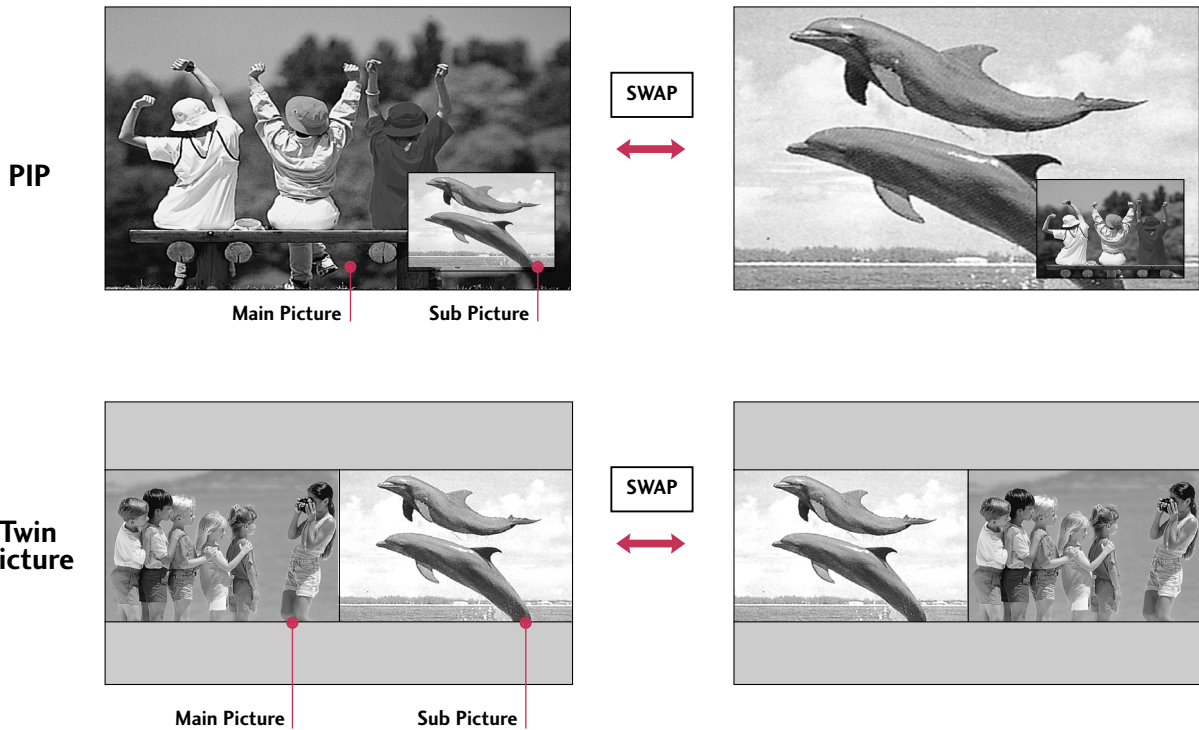 SWAP
PIP
Main Picture
Sub Picture
SWAP
Twin
icture
Main Picture
Sub Picture